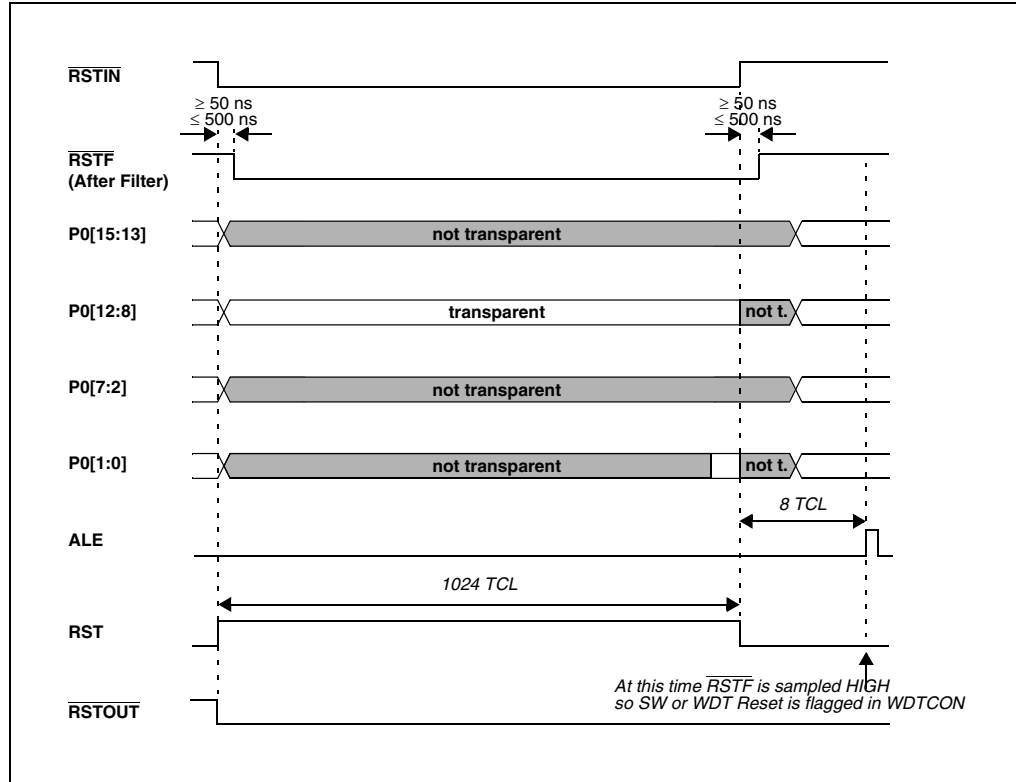 RSTIN
≥ 50 ns
≤ 500 ns
≥ 50 ns
≤ 500 ns
RSTF
(After Filter)
P0[15:13]
not transparent
P0[12:8]
transparent
not t.
P0[7:2]
not transparent
P0[1:0]
not transparent
not t.
8 TCL
ALE
1024 TCL
RST
At this time RSTF is sampled HIGH
so SW or WDT Reset is flagged in WDTCON
RSTOUT